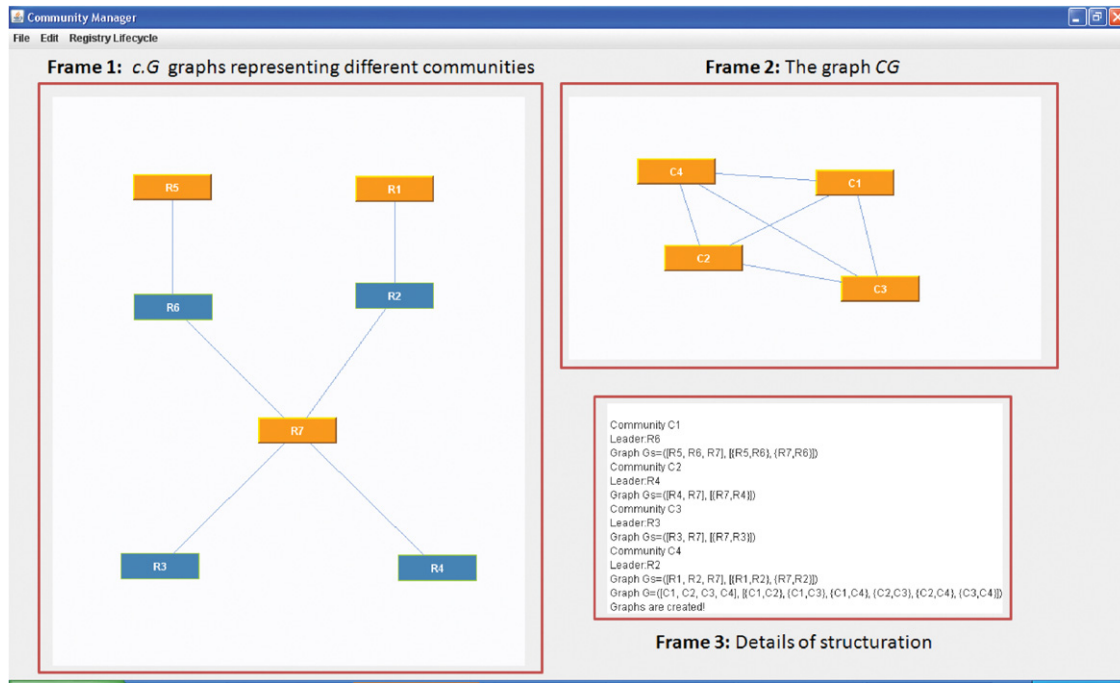 Community Manager
File Edit Registry Lifecycle
Frame 1: c.G graphs representing different communities
R5
R1
R6
R2
R7
R3
R4
Frame 2: The graph CG
C4
C1
C2
C3
Community C1
Leader:R6
Graph Gs=([R5, R6, R7], [{R5,R6}, {R7,R6}])
Community C2
Leader:R4
Graph Gs=([R4, R7], [{R7,R4}])
Community C3
Leader:R3
Graph Gs=([R3, R7], [{R7,R3}])
Community C4
Leader:R2
Graph Gs=([R1, R2, R7], [{R1,R2}, {R7,R2}])
Graph G=([C1, C2, C3, C4], [{C1,C2}, {C1,C3}, {C1,C4}, {C2,C3}, {C2,C4}, {C3,C4}])
Graphs are created!
Frame 3: Details of structuration